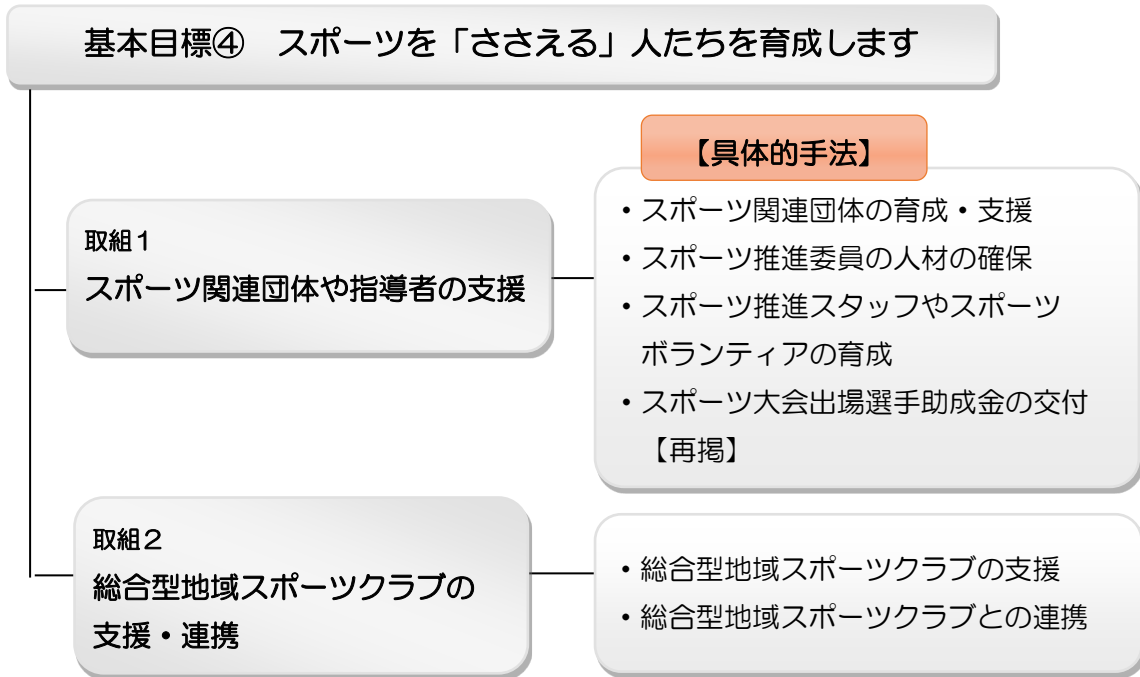 基本目標④　スポーツを「ささえる」人たちを育成します
【具体的手法】
取組１
スポーツ関連団体や指導者の支援
・スポーツ関連団体の育成・支援
・スポーツ推進委員の人材の確保
・スポーツ推進スタッフやスポーツ
ボランティアの育成
・スポーツ大会出場選手助成金の交付
【再掲】
取組２
総合型地域スポーツクラブの
支援・連携
・総合型地域スポーツクラブの支援
・総合型地域スポーツクラブとの連携